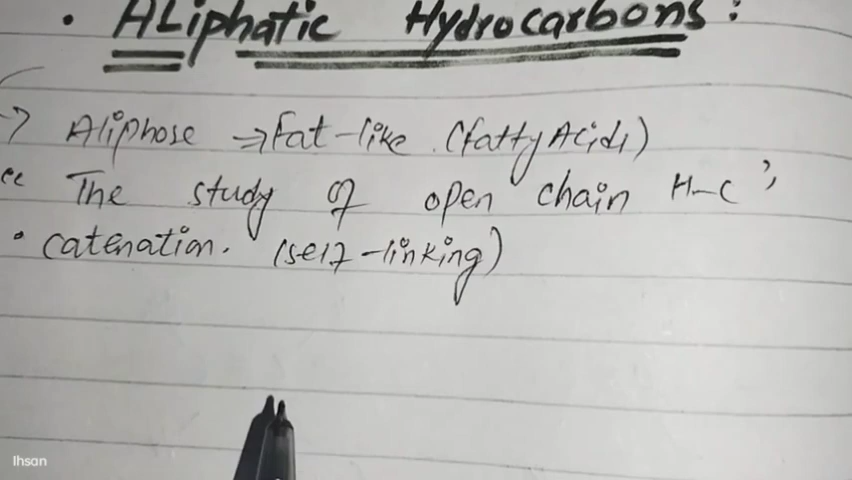 • ALiphatic Hydrocarbons:
→ Aliphose ⇒ Fat-like (fatty Acids)
“ The study of open chain H-C ”
• catenation. (self-linking)
Ihsan